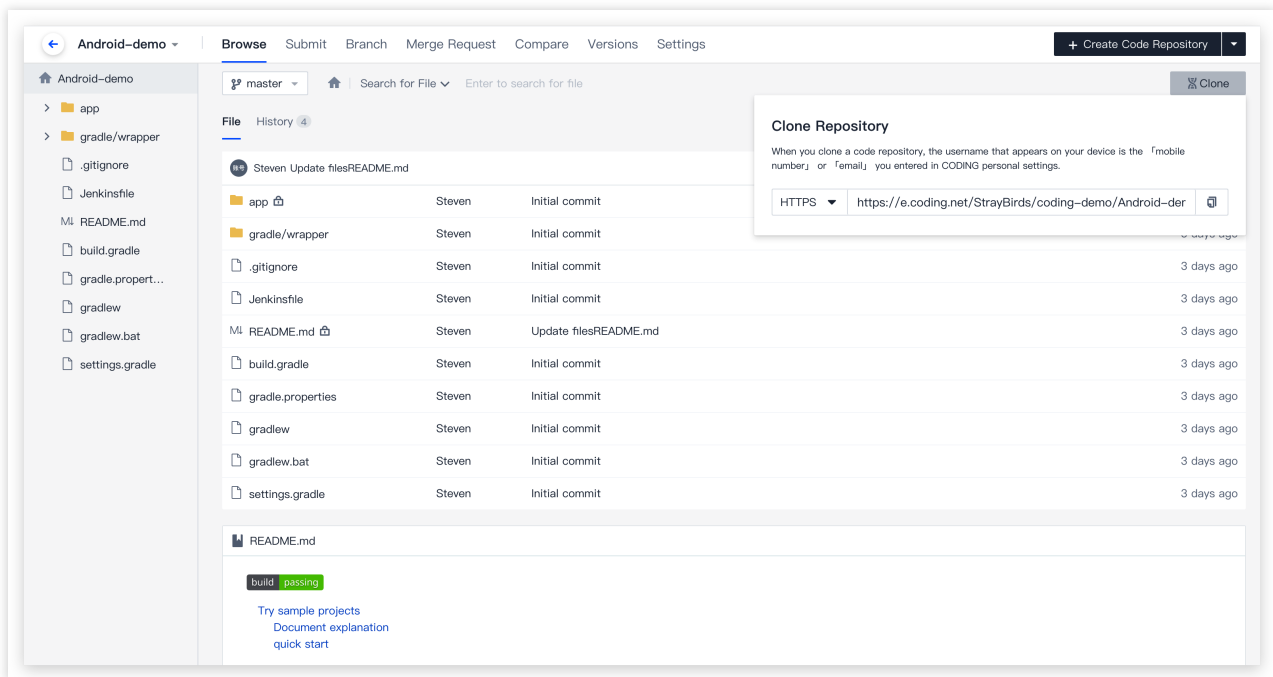 Android-demo
Browse Submit Branch Merge Request Compare Versions Settings
+ Create Code Repository
Android-demo
app
gradle/wrapper
.gitignore
Jenkinsfile
M↓ README.md
build.gradle
gradle.propert...
gradlew
gradlew.bat
settings.gradle
master
Search for File
Enter to search for file
Clone
File History 4
Clone Repository
When you clone a code repository, the username that appears on your device is the 「mobile
number」 or 「email」 you entered in CODING personal settings.
HTTPS https://e.coding.net/StrayBirds/coding-demo/Android-der
账号 Steven Update filesREADME.md
app Steven Initial commit
gradle/wrapper Steven Initial commit 3 days ago
.gitignore Steven Initial commit 3 days ago
Jenkinsfile Steven Initial commit 3 days ago
M↓ README.md Steven Update filesREADME.md 3 days ago
build.gradle Steven Initial commit 3 days ago
gradle.properties Steven Initial commit 3 days ago
gradlew Steven Initial commit 3 days ago
gradlew.bat Steven Initial commit 3 days ago
settings.gradle Steven Initial commit 3 days ago
README.md
build passing
Try sample projects
Document explanation
quick start